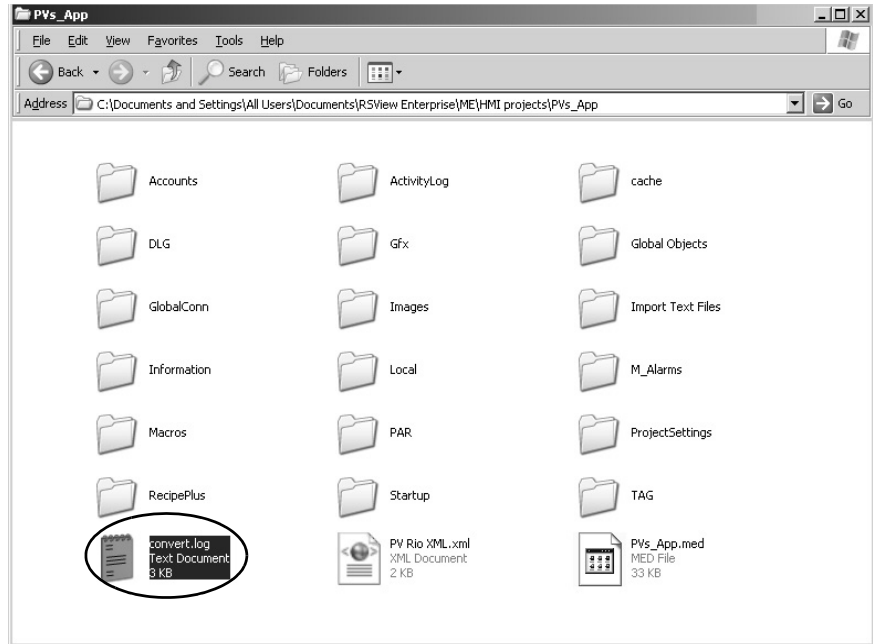 PVs_App
File Edit View Favorites Tools Help
Back Search Folders
Address C:\Documents and Settings\All Users\Documents\RSView Enterprise\ME\HMI projects\PVs_App Go
Accounts ActivityLog cache
DLG Gfx Global Objects
GlobalConn Images Import Text Files
Information Local M_Alarms
Macros PAR ProjectSettings
RecipePlus Startup TAG
convert.log PV Rio XML.xml PVs_App.med
Text Document XML Document MED File
3 KB 2 KB 33 KB